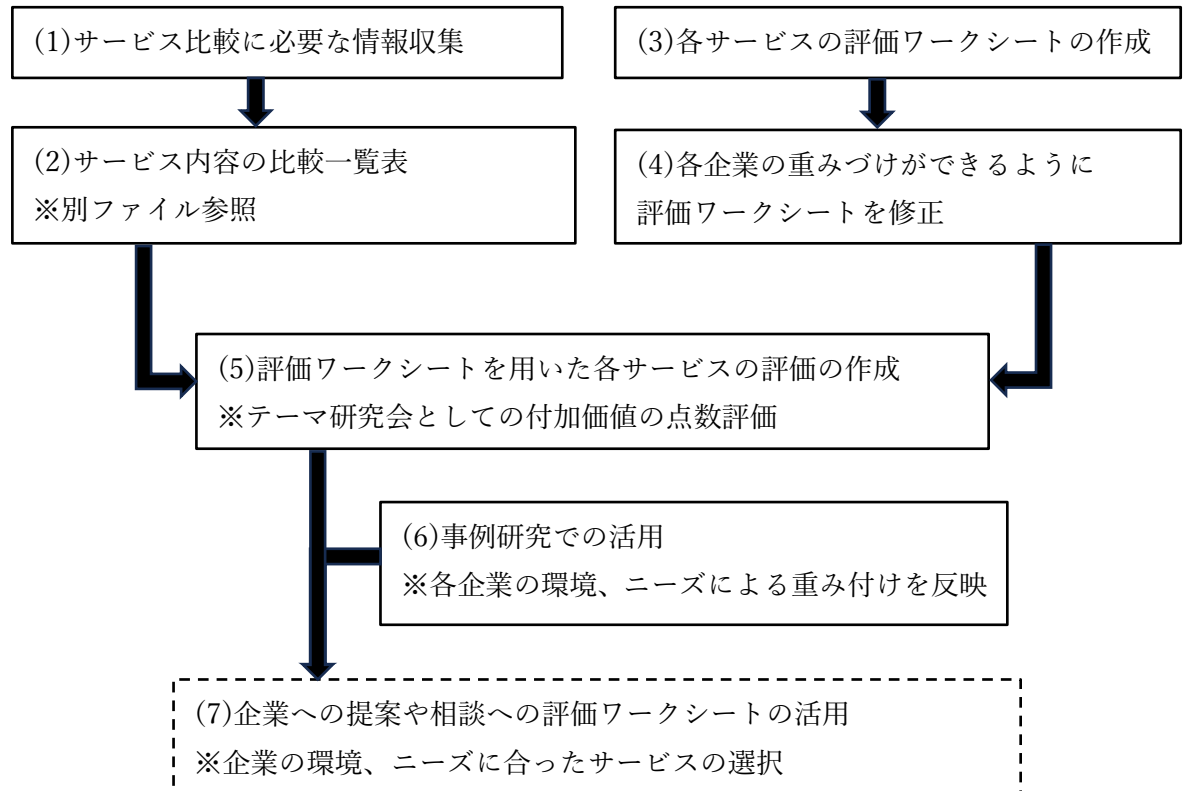 (1)サービス比較に必要な情報収集
(2)サービス内容の比較一覧表
※別ファイル参照
(3)各サービスの評価ワークシートの作成
(4)各企業の重みづけができるように
評価ワークシートを修正
(5)評価ワークシートを用いた各サービスの評価の作成
※テーマ研究会としての付加価値の点数評価
(6)事例研究での活用
※各企業の環境、ニーズによる重み付けを反映
(7)企業への提案や相談への評価ワークシートの活用
※企業の環境、ニーズに合ったサービスの選択